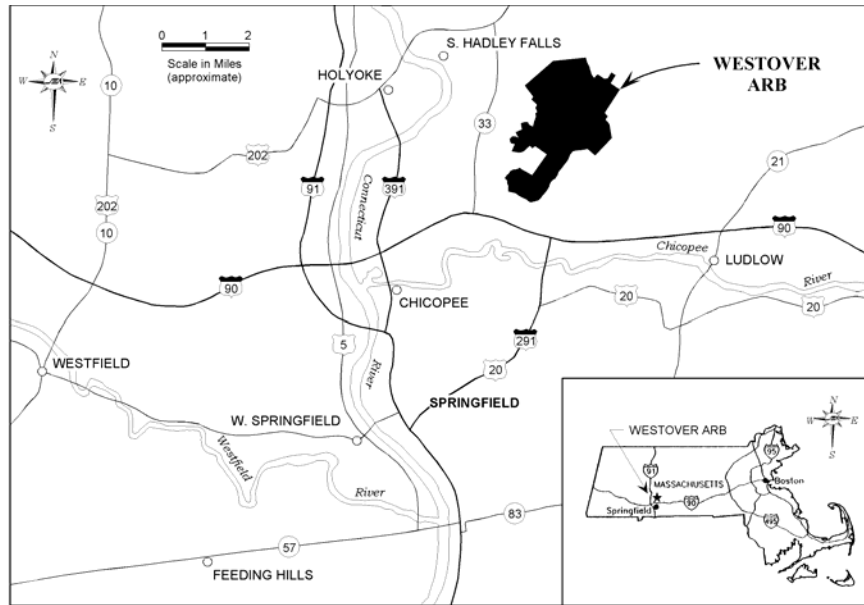 N
W E
S
10
0 1 2
Scale in Miles
(approximate)
S. HADLEY FALLS
HOLYOKE
WESTOVER
ARB
33
202
21
91
391
Connecticut
202
10
90
Chicopee
LUDLOW
River
90
CHICOPEE
20
20
291
5
WESTFIELD
River
20
SPRINGFIELD
W. SPRINGFIELD
Westfield
River
83
57
FEEDING HILLS
N
W E
S
WESTOVER ARB
95
91
MASSACHUSETTS
Boston
90
Springfield
495